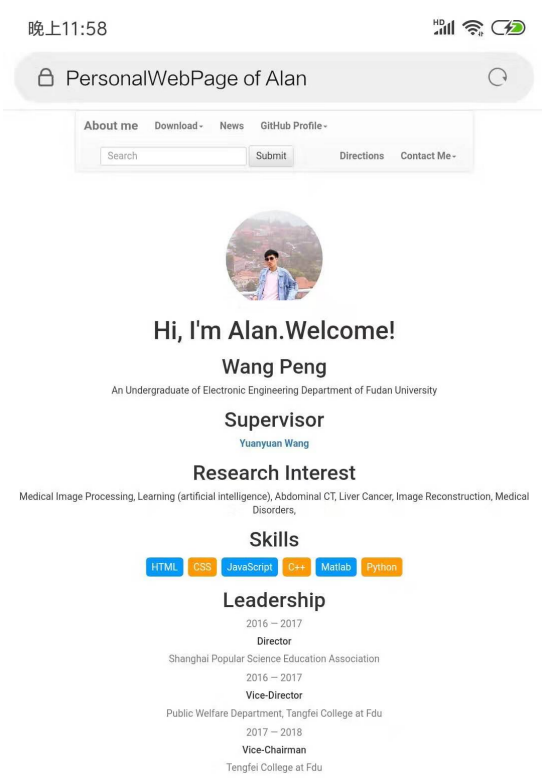 晚上11:58
HD
PersonalWebPage of Alan
About me Download News GitHub Profile
Search Submit Directions Contact Me
Hi, I'm Alan.Welcome!
Wang Peng
An Undergraduate of Electronic Engineering Department of Fudan University
Supervisor
Yuanyuan Wang
Research Interest
Medical Image Processing, Learning (artificial intelligence), Abdominal CT, Liver Cancer, Image Reconstruction, Medical
Disorders,
Skills
HTML CSS JavaScript C++ Matlab Python
Leadership
2016 — 2017
Director
Shanghai Popular Science Education Association
2016 — 2017
Vice-Director
Public Welfare Department, Tangfei College at Fdu
2017 — 2018
Vice-Chairman
Tengfei College at Fdu